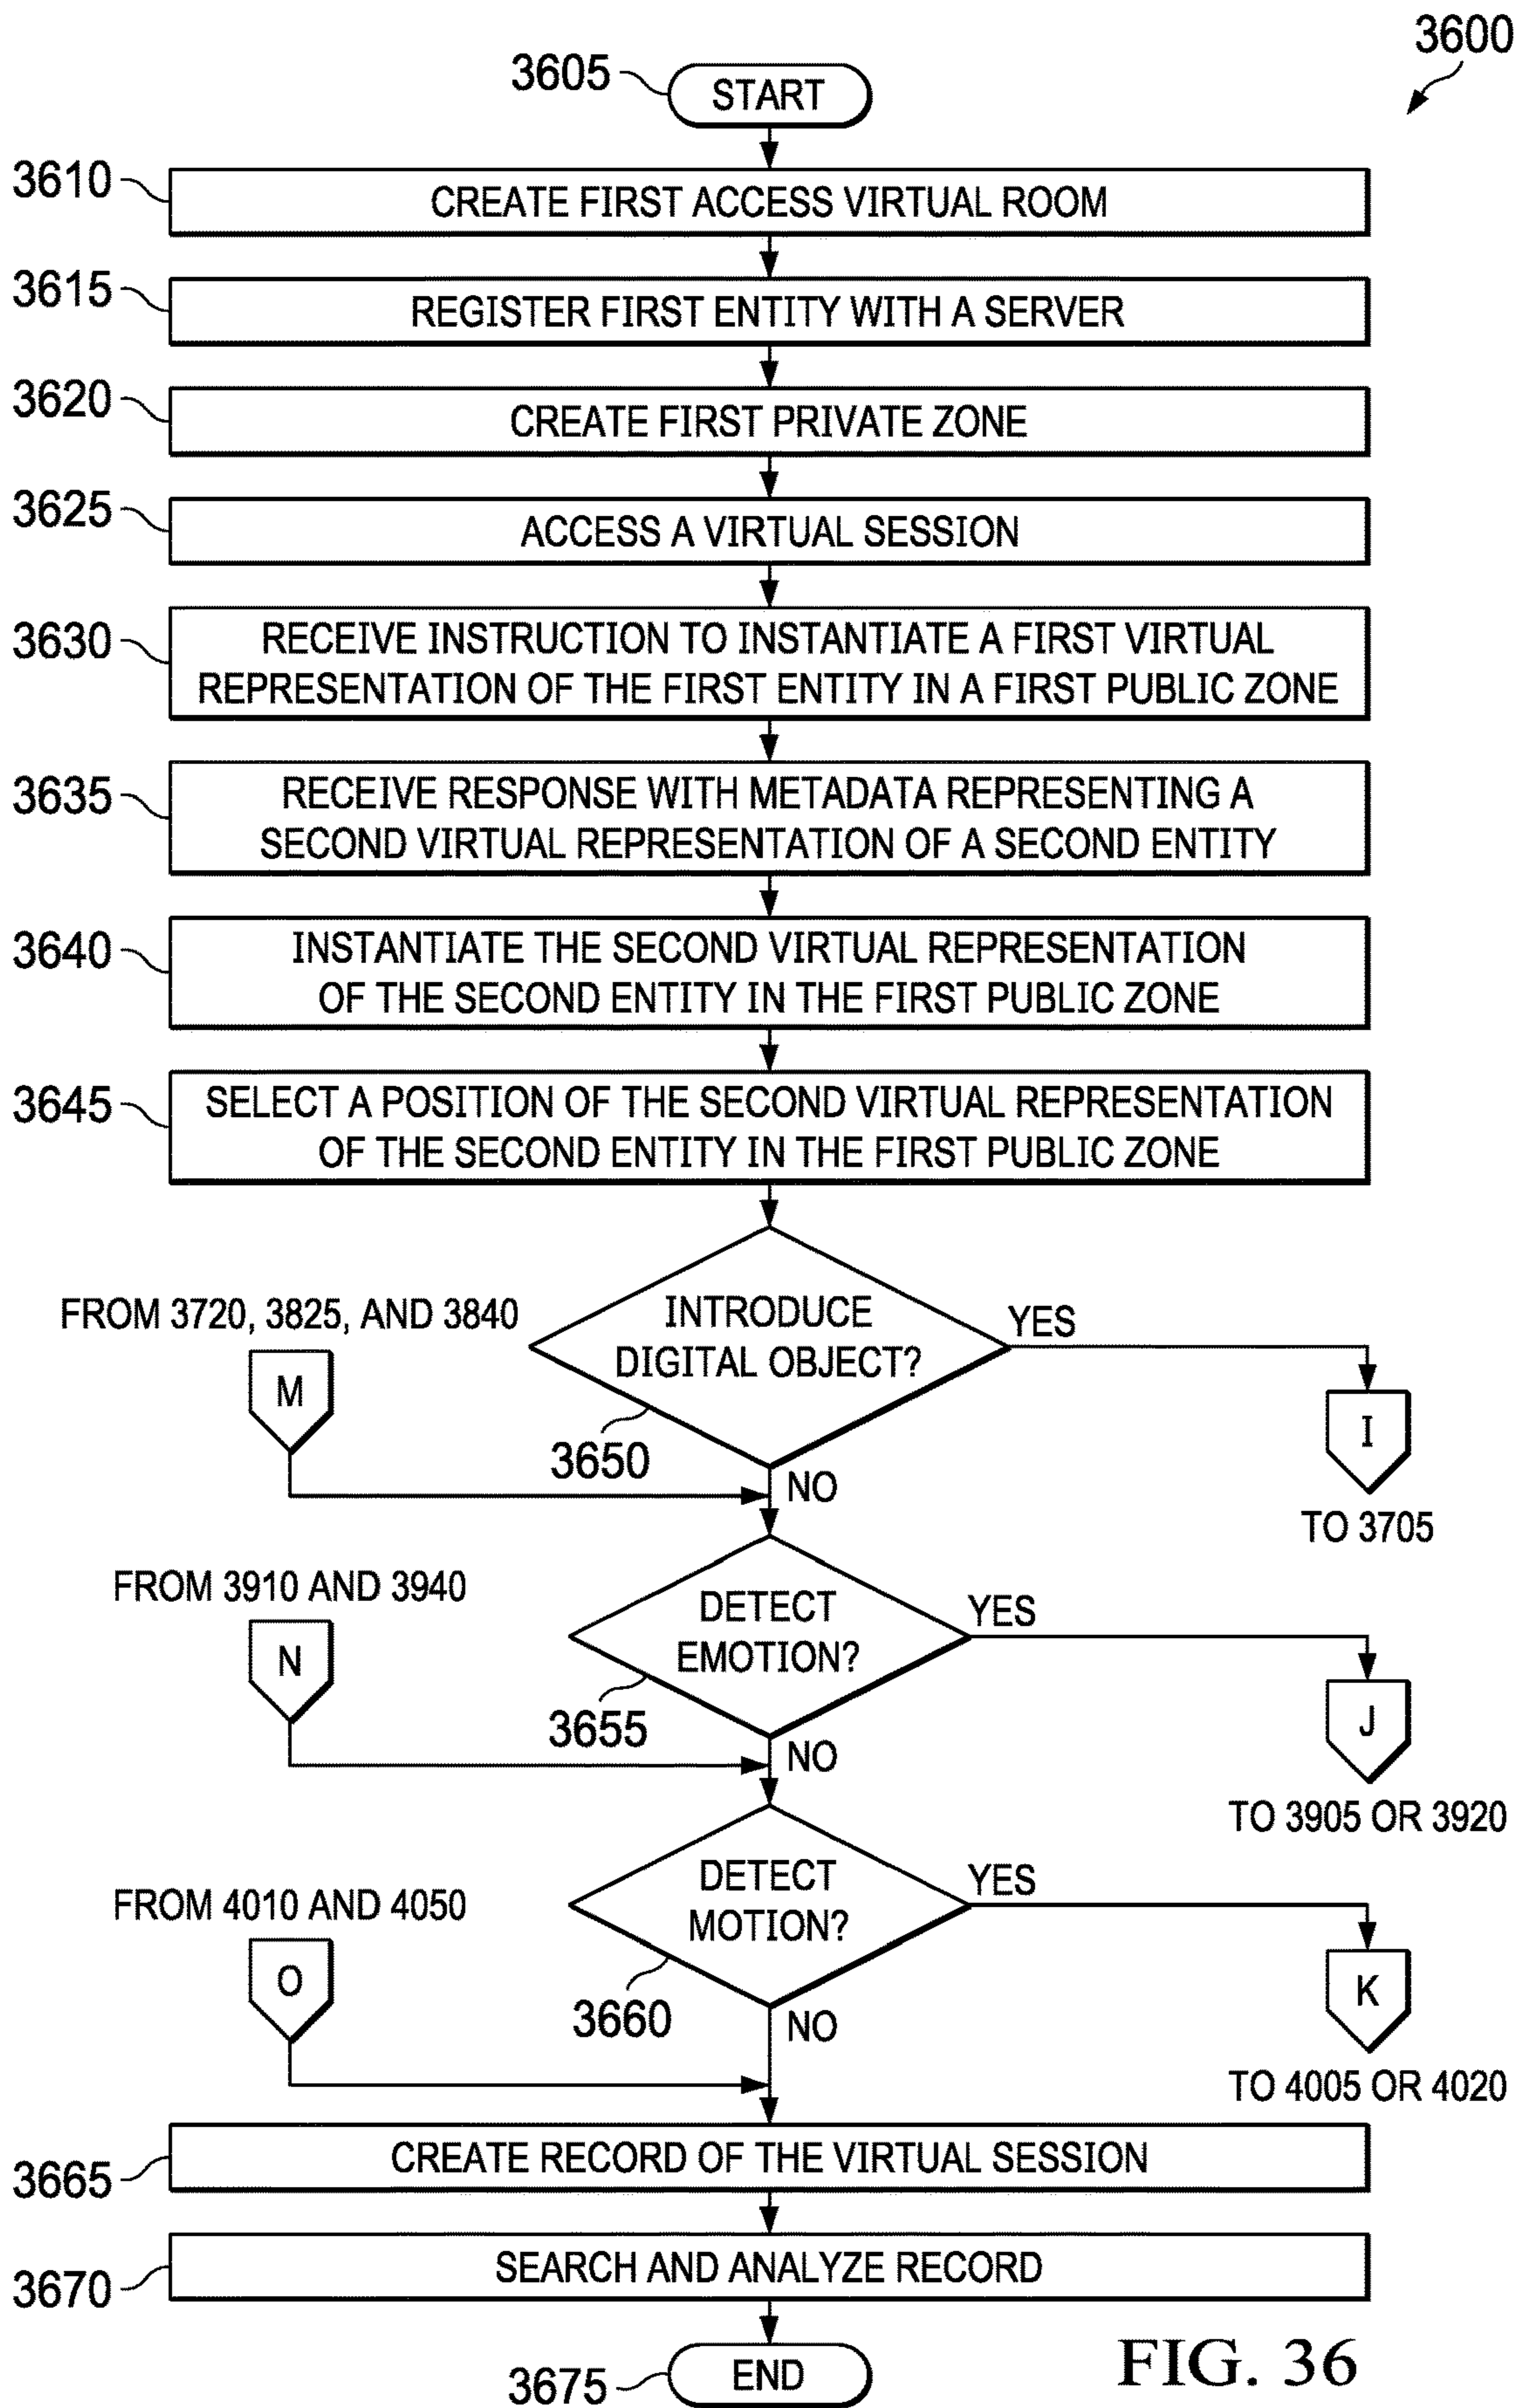 3600
3605
START
3610
CREATE FIRST ACCESS VIRTUAL ROOM
3615
REGISTER FIRST ENTITY WITH A SERVER
3620
CREATE FIRST PRIVATE ZONE
3625
ACCESS A VIRTUAL SESSION
3630
RECEIVE INSTRUCTION TO INSTANTIATE A FIRST VIRTUAL
REPRESENTATION OF THE FIRST ENTITY IN A FIRST PUBLIC ZONE
3635
RECEIVE RESPONSE WITH METADATA REPRESENTING A
SECOND VIRTUAL REPRESENTATION OF A SECOND ENTITY
3640
INSTANTIATE THE SECOND VIRTUAL REPRESENTATION
OF THE SECOND ENTITY IN THE FIRST PUBLIC ZONE
3645
SELECT A POSITION OF THE SECOND VIRTUAL REPRESENTATION
OF THE SECOND ENTITY IN THE FIRST PUBLIC ZONE
FROM 3720, 3825, AND 3840
M
INTRODUCE
DIGITAL OBJECT?
3650
YES
I
TO 3705
NO
FROM 3910 AND 3940
N
DETECT
EMOTION?
3655
YES
J
TO 3905 OR 3920
NO
FROM 4010 AND 4050
O
DETECT
MOTION?
3660
YES
K
TO 4005 OR 4020
NO
3665
CREATE RECORD OF THE VIRTUAL SESSION
3670
SEARCH AND ANALYZE RECORD
3675
END
FIG. 36